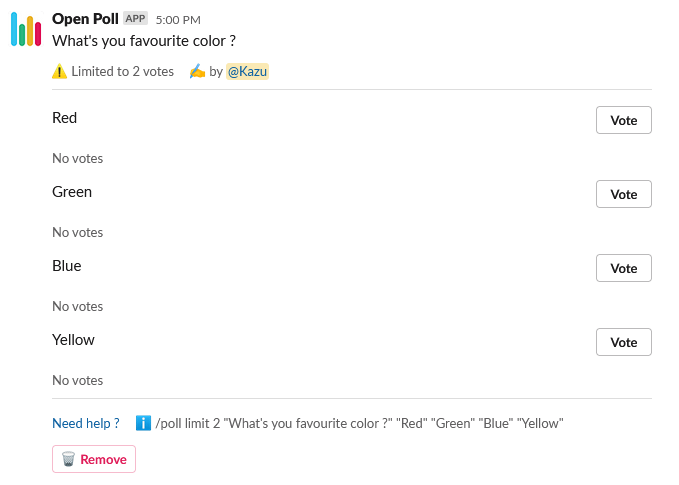 Open Poll APP 5:00 PM
What's you favourite color ?
Limited to 2 votes by @Kazu
Red Vote
No votes
Green Vote
No votes
Blue Vote
No votes
Yellow Vote
No votes
Need help ? /poll limit 2 "What's you favourite color ?" "Red" "Green" "Blue" "Yellow"
Remove